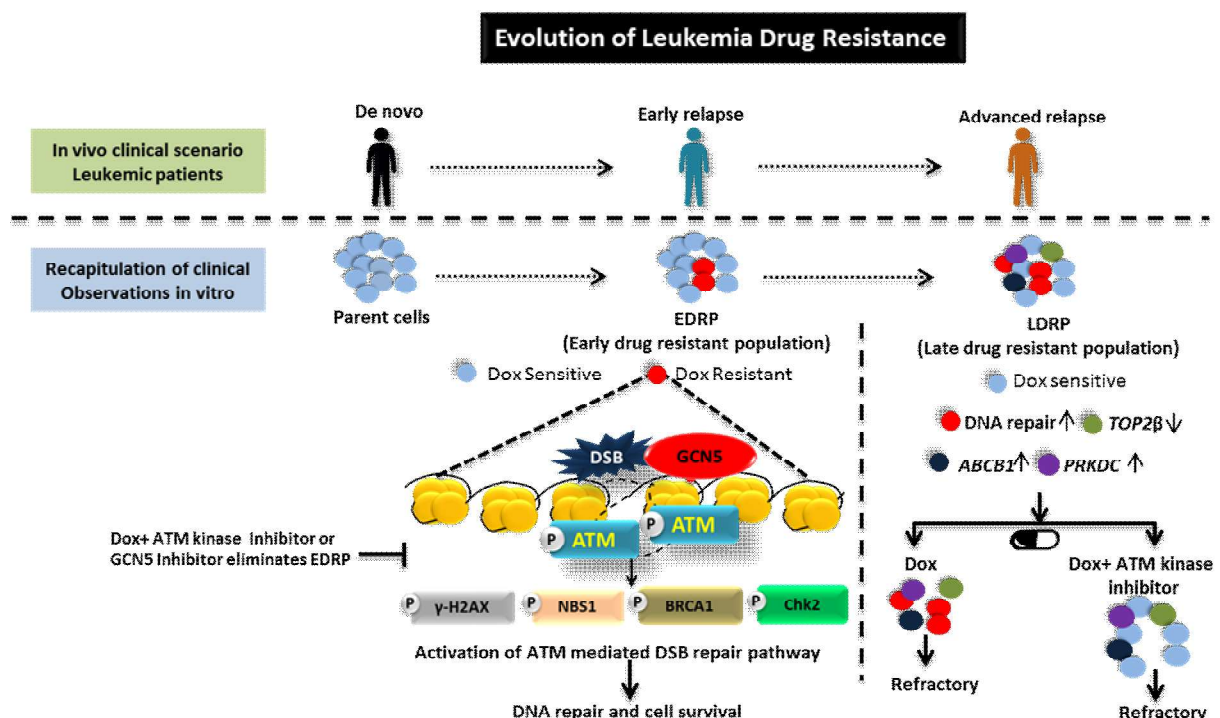 Evolution of Leukemia Drug Resistance
De novo
Early relapse
Advanced relapse
In vivo clinical scenario
Leukemic patients
Recapitulation of clinical
Observations in vitro
Parent cells
EDRP
(Early drug resistant population)
LDRP
(Late drug resistant population)
Dox Sensitive
Dox Resistant
Dox sensitive
DNA repair ↑
TOP2β ↓
ABCB1 ↑
PRKDC ↑
DSB
GCN5
P
ATM
P
ATM
Dox+ ATM kinase Inhibitor or
GCN5 Inhibitor eliminates EDRP
P
γ-H2AX
P
NBS1
P
BRCA1
P
Chk2
Activation of ATM mediated DSB repair pathway
DNA repair and cell survival
Dox
Dox+ ATM kinase
inhibitor
Refractory
Refractory